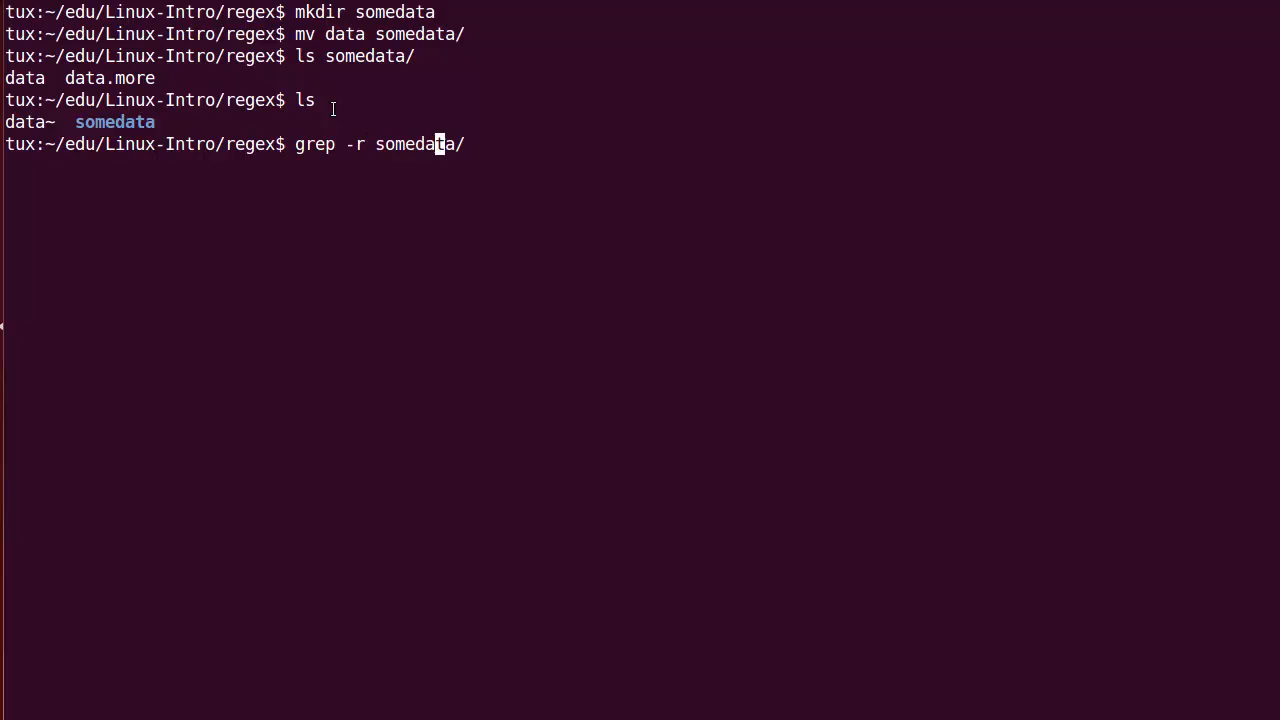 tux:~/edu/Linux-Intro/regex$ mkdir somedata
tux:~/edu/Linux-Intro/regex$ mv data somedata/
tux:~/edu/Linux-Intro/regex$ ls somedata/
data  data.more
tux:~/edu/Linux-Intro/regex$ ls
data~  somedata
tux:~/edu/Linux-Intro/regex$ grep -r somedata/